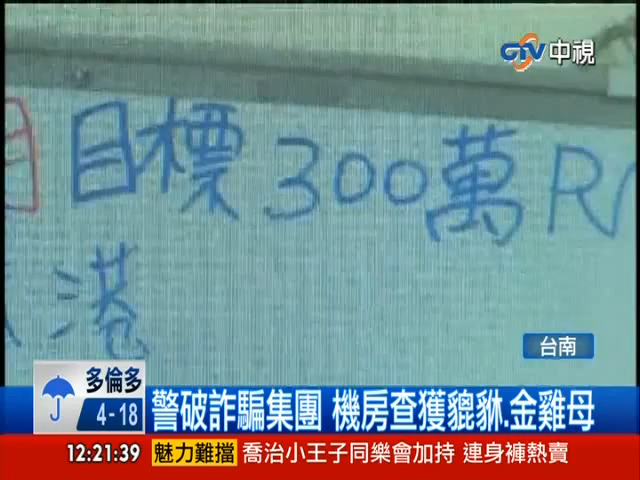 CTV中視
目標300萬R
港
台南
多倫多
4-18
警破詐騙集團 機房查獲貔貅.金雞母
12:21:39 魅力難擋 喬治小王子同樂會加持 連身褲熱賣